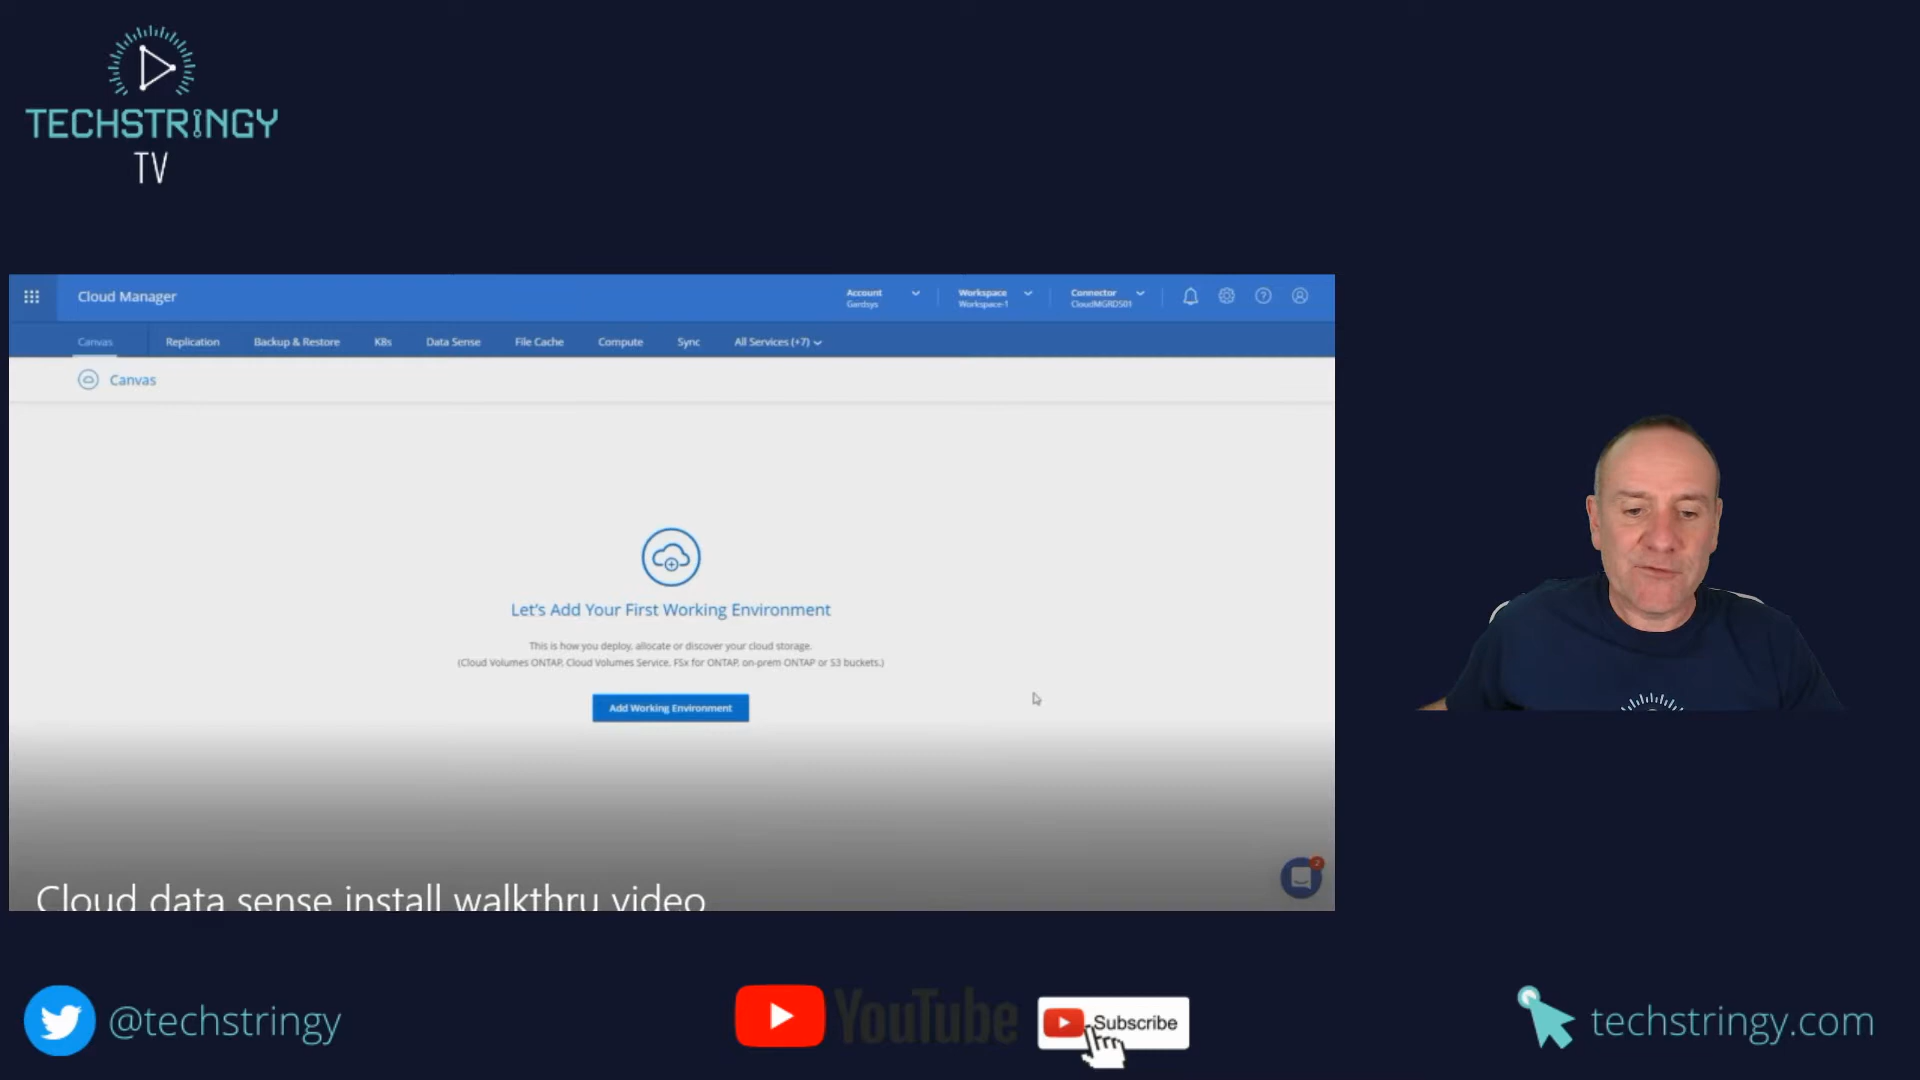 TECHSTRINGY
TV
Cloud Manager
Account
Gardsys
Workspace
Workspace-1
Connector
CloudMGRDS01
Canvas
Replication
Backup & Restore
K8s
Data Sense
File Cache
Compute
Sync
All Services (+7)
Canvas
Let's Add Your First Working Environment
This is how you deploy, allocate or discover your cloud storage.
(Cloud Volumes ONTAP, Cloud Volumes Service, FSx for ONTAP, on-prem ONTAP or S3 buckets.)
Add Working Environment
2
Cloud data sense install walkthru video
@techstringy
YouTube
Subscribe
techstringy.com